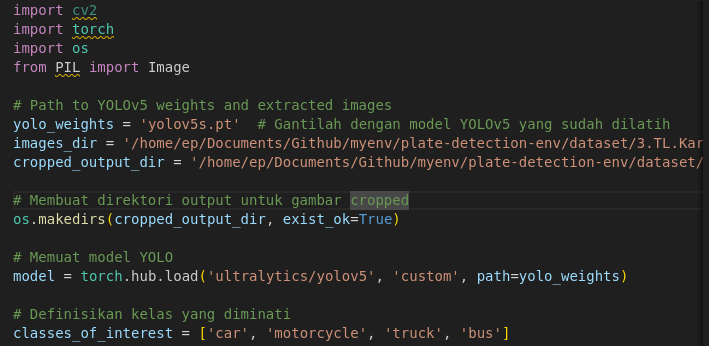 import cv2
import torch
import os
from PIL import Image
# Path to YOLOv5 weights and extracted images
yolo_weights = 'yolov5s.pt'  # Gantilah dengan model YOLOv5 yang sudah dilatih
images_dir = '/home/ep/Documents/Github/myenv/plate-detection-env/dataset/3.TL.Kar
cropped_output_dir = '/home/ep/Documents/Github/myenv/plate-detection-env/dataset/
# Membuat direktori output untuk gambar cropped
os.makedirs(cropped_output_dir, exist_ok=True)
# Memuat model YOLO
model = torch.hub.load('ultralytics/yolov5', 'custom', path=yolo_weights)
# Definisikan kelas yang diminati
classes_of_interest = ['car', 'motorcycle', 'truck', 'bus']